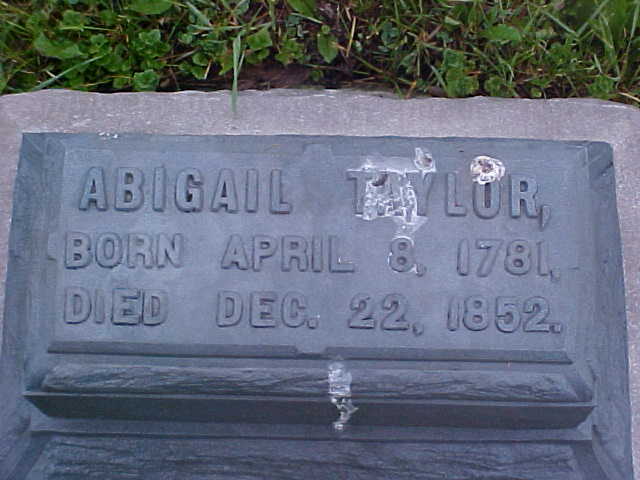 ABIGAIL TAYLOR,
BORN APRIL 8, 1781,
DIED DEC. 22, 1852.